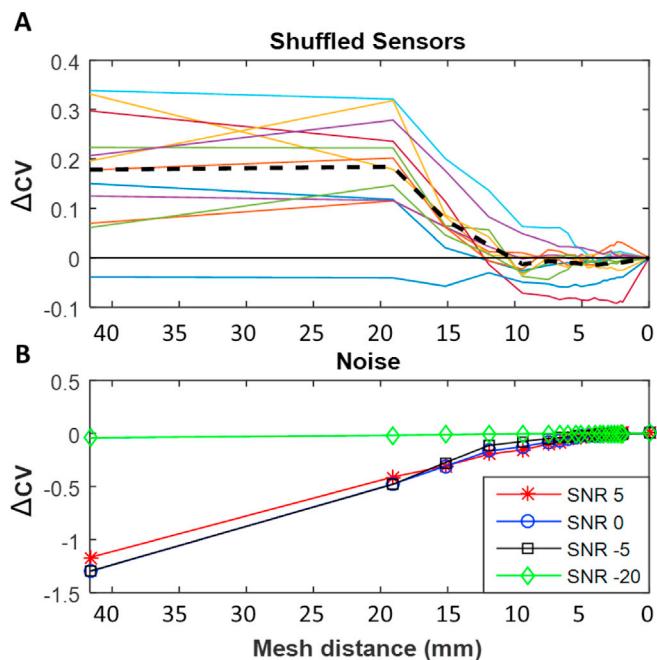 A
Shuffled Sensors
0.4
0.3
0.2
0.1
0
-0.1
ΔCV
40 35 30 25 20 15 10 5 0
B
Noise
0.5
0
-0.5
-1
-1.5
ΔCV
SNR 5
SNR 0
SNR -5
SNR -20
40 35 30 25 20 15 10 5 0
Mesh distance (mm)